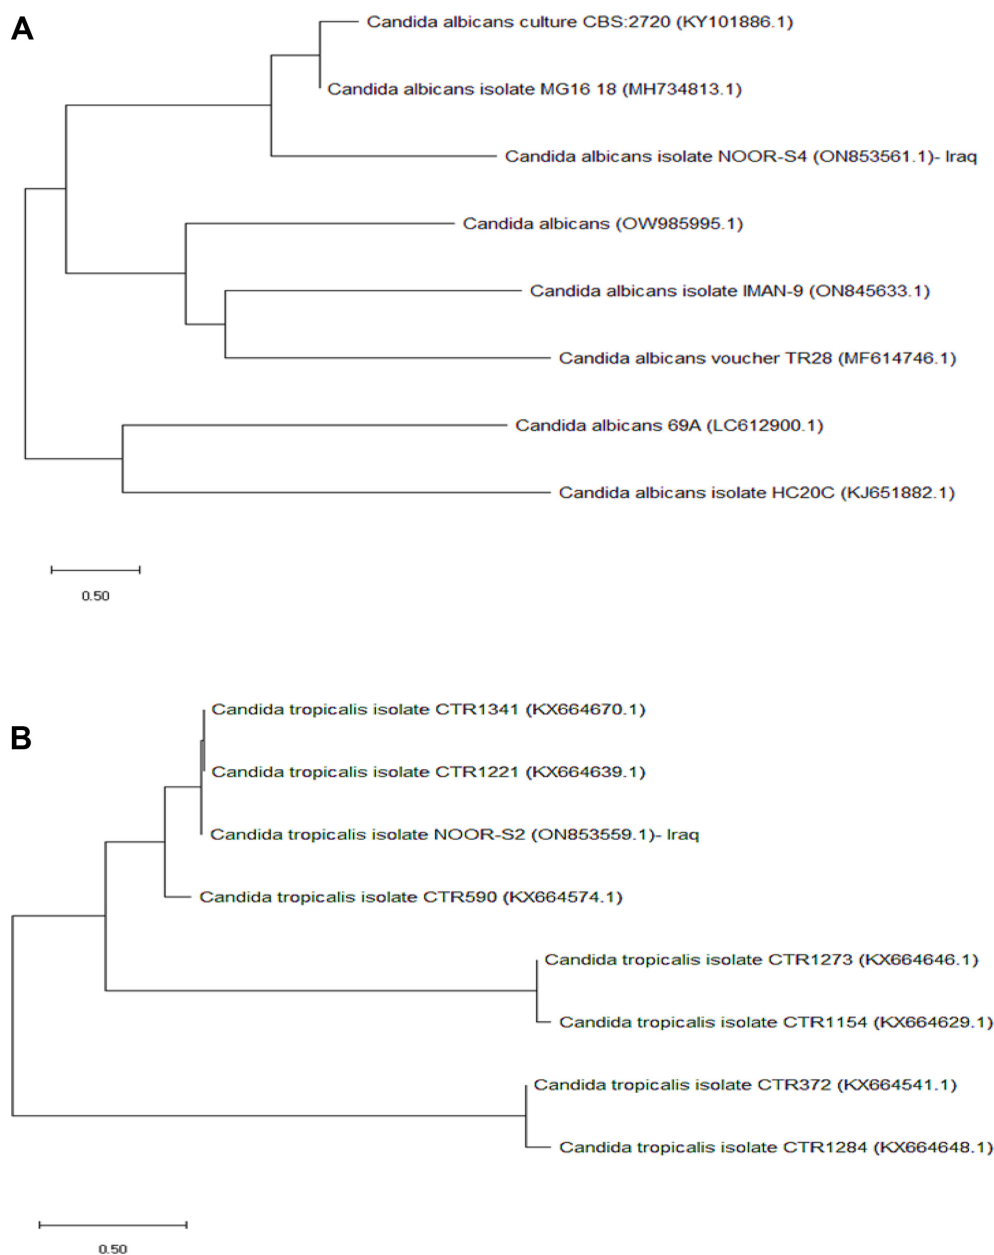 A
Candida albicans culture CBS:2720 (KY101886.1)
Candida albicans isolate MG16 18 (MH734813.1)
Candida albicans isolate NOOR-S4 (ON853561.1)- Iraq
Candida albicans (OW985995.1)
Candida albicans isolate IMAN-9 (ON845633.1)
Candida albicans voucher TR28 (MF614746.1)
Candida albicans 69A (LC612900.1)
Candida albicans isolate HC20C (KJ651882.1)
0.50
B
Candida tropicalis isolate CTR1341 (KX664670.1)
Candida tropicalis isolate CTR1221 (KX664639.1)
Candida tropicalis isolate NOOR-S2 (ON853559.1)- Iraq
Candida tropicalis isolate CTR590 (KX664574.1)
Candida tropicalis isolate CTR1273 (KX664646.1)
Candida tropicalis isolate CTR1154 (KX664629.1)
Candida tropicalis isolate CTR372 (KX664541.1)
Candida tropicalis isolate CTR1284 (KX664648.1)
0.50